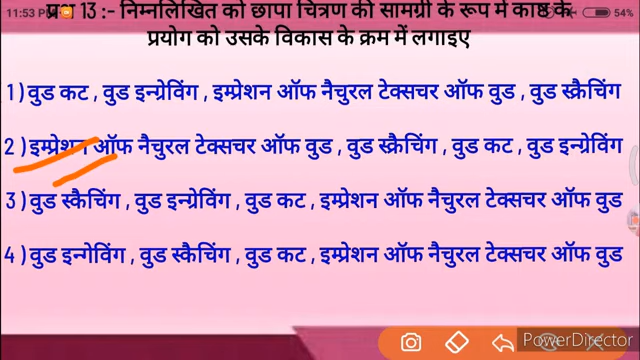 11:53 PM
54%
प्रश्न 13 :- निम्नलिखित को छापा चित्रण की सामग्री के रूप में काष्ठ के
प्रयोग को उसके विकास के क्रम में लगाइए
1 ) वुड कट , वुड इन्ग्रेविंग , इम्प्रेशन ऑफ नैचुरल टेक्सचर ऑफ वुड , वुड स्क्रैचिंग
2 ) इम्प्रेशन ऑफ नैचुरल टेक्सचर ऑफ वुड , वुड स्क्रैचिंग , वुड कट , वुड इन्ग्रेविंग
3 ) वुड स्कैचिंग , वुड इन्ग्रेविंग , वुड कट , इम्प्रेशन ऑफ नैचुरल टेक्सचर ऑफ वुड
4 ) वुड इन्गेविंग , वुड स्कैचिंग , वुड कट , इम्प्रेशन ऑफ नैचुरल टेक्सचर ऑफ वुड
PowerDirector